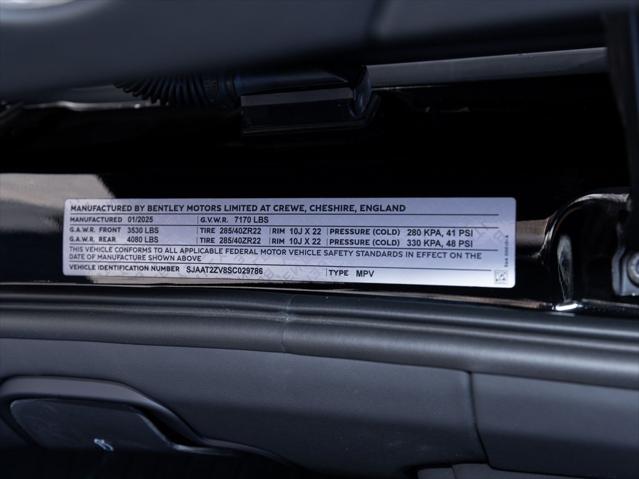 MANUFACTURED BY BENTLEY MOTORS LIMITED AT CREWE, CHESHIRE, ENGLAND
MANUFACTURED 01/2025 G.V.W.R. 7170 LBS
G.A.W.R. FRONT 3530 LBS TIRE 285/40ZR22 RIM 10J X 22 PRESSURE (COLD) 280 KPA, 41 PSI
G.A.W.R. REAR 4080 LBS TIRE 285/40ZR22 RIM 10J X 22 PRESSURE (COLD) 330 KPA, 48 PSI
THIS VEHICLE CONFORMS TO ALL APPLICABLE FEDERAL MOTOR VEHICLE SAFETY STANDARDS IN EFFECT ON THE
DATE OF MANUFACTURE SHOWN ABOVE
VEHICLE IDENTIFICATION NUMBER SJAAT2ZV8SC029786 TYPE MPV